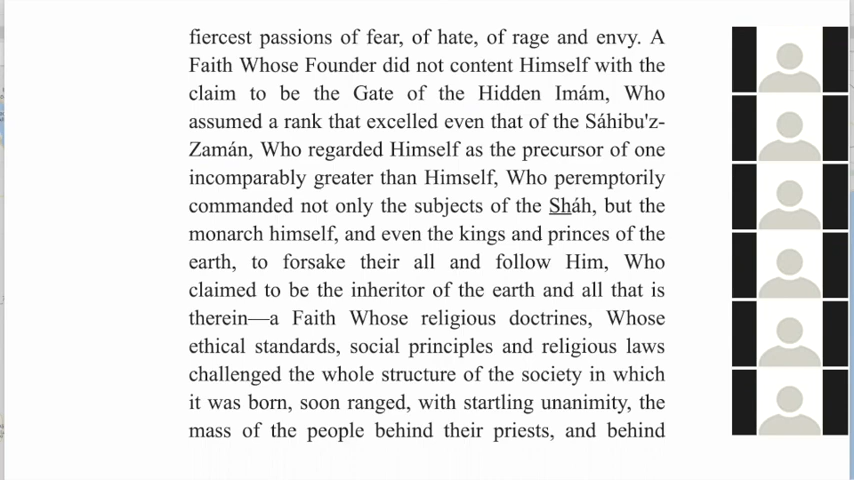 fiercest passions of fear, of hate, of rage and envy. A
Faith Whose Founder did not content Himself with the
claim to be the Gate of the Hidden Imám, Who
assumed a rank that excelled even that of the Sáhibu'z-
Zamán, Who regarded Himself as the precursor of one
incomparably greater than Himself, Who peremptorily
commanded not only the subjects of the Sháh, but the
monarch himself, and even the kings and princes of the
earth, to forsake their all and follow Him, Who
claimed to be the inheritor of the earth and all that is
therein—a Faith Whose religious doctrines, Whose
ethical standards, social principles and religious laws
challenged the whole structure of the society in which
it was born, soon ranged, with startling unanimity, the
mass of the people behind their priests, and behind